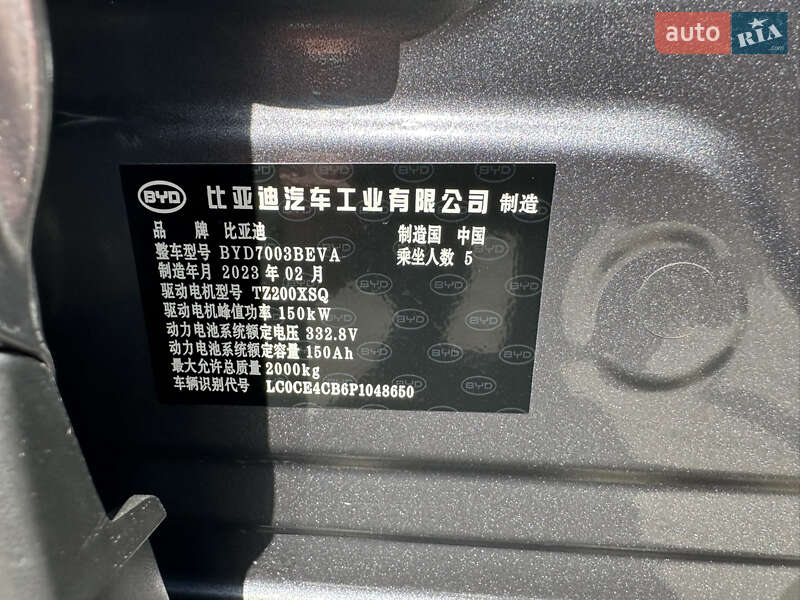 auto RIA.com
BYD 比亚迪汽车工业有限公司 制造
品 牌 比亚迪 制造国 中国
整车型号 BYD7003BEVA 乘坐人数 5
制造年月 2023 年 02 月
驱动电机型号 TZ200XSQ
驱动电机峰值功率 150kW
动力电池系统额定电压 332.8V
动力电池系统额定容量 150Ah
最大允许总质量 2000kg
车辆识别代号 LC0CE4CB6P1048650